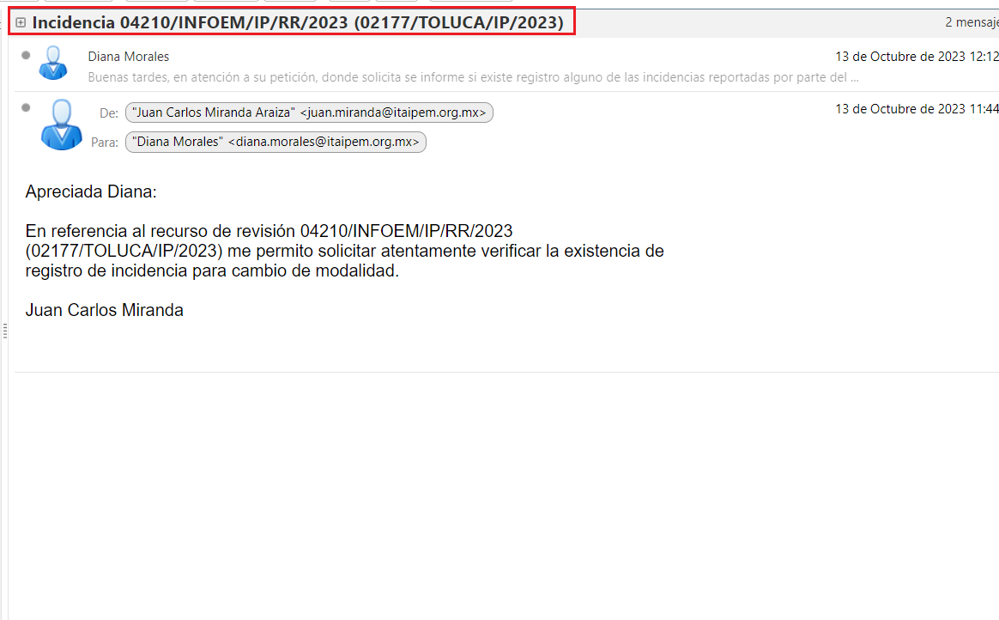 Incidencia 04210/INFOEM/IP/RR/2023 (02177/TOLUCA/IP/2023)
2 mensaje
Diana Morales
13 de Octubre de 2023 12:12
Buenas tardes, en atención a su petición, donde solicita se informe si existe registro alguno de las incidencias reportadas por parte del ...
De: "Juan Carlos Miranda Araiza" <juan.miranda@itaipem.org.mx>
13 de Octubre de 2023 11:44
Para: "Diana Morales" <diana.morales@itaipem.org.mx>
Apreciada Diana:
En referencia al recurso de revisión 04210/INFOEM/IP/RR/2023
(02177/TOLUCA/IP/2023) me permito solicitar atentamente verificar la existencia de
registro de incidencia para cambio de modalidad.
Juan Carlos Miranda